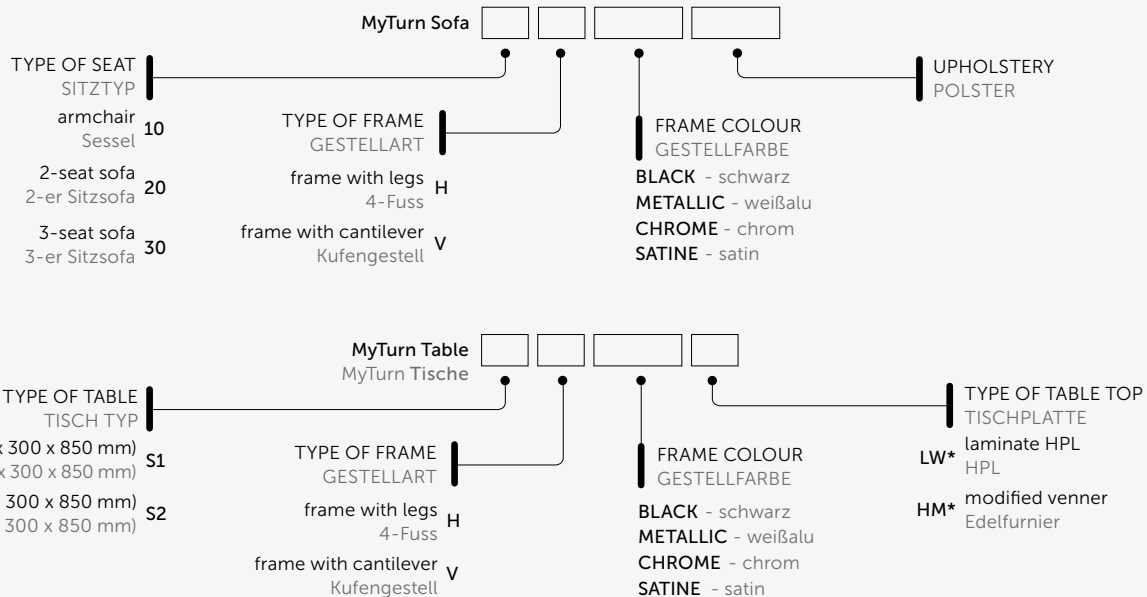 MyTurn Sofa
TYPE OF SEAT
SITZTYP
armchair
Sessel
10
2-seat sofa
2-er Sitzsofa
20
3-seat sofa
3-er Sitzsofa
30
TYPE OF FRAME
GESTELLART
frame with legs
4-Fuss
H
frame with cantilever
Kufengestell
V
FRAME COLOUR
GESTELLFARBE
BLACK - schwarz
METALLIC - weißalu
CHROME - chrom
SATINE - satin
UPHOLSTERY
POLSTER
MyTurn Table
MyTurn Tische
TYPE OF TABLE
TISCH TYP
x 300 x 850 mm)
x 300 x 850 mm)
S1
300 x 850 mm)
300 x 850 mm)
S2
TYPE OF FRAME
GESTELLART
frame with legs
4-Fuss
H
frame with cantilever
Kufengestell
V
FRAME COLOUR
GESTELLFARBE
BLACK - schwarz
METALLIC - weißalu
CHROME - chrom
SATINE - satin
TYPE OF TABLE TOP
TISCHPLATTE
LW*
laminate HPL
HPL
HM*
modified venner
Edelfurnier